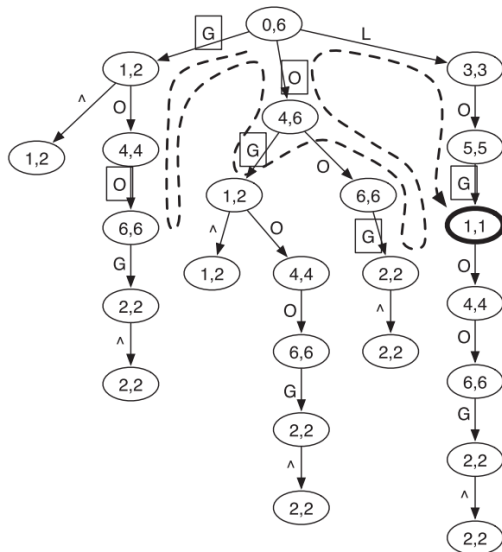 0,6
G L
1,2 O 3,3
^ O 4,6 O
1,2 4,4 G O 5,5
O 1,2 6,6 G
6,6 ^ O G 1,1
G 1,2 4,4 2,2 O
2,2 O ^ 4,4
^ 6,6 2,2 O
2,2 G 6,6
2,2 G
^ 2,2
2,2 ^
2,2